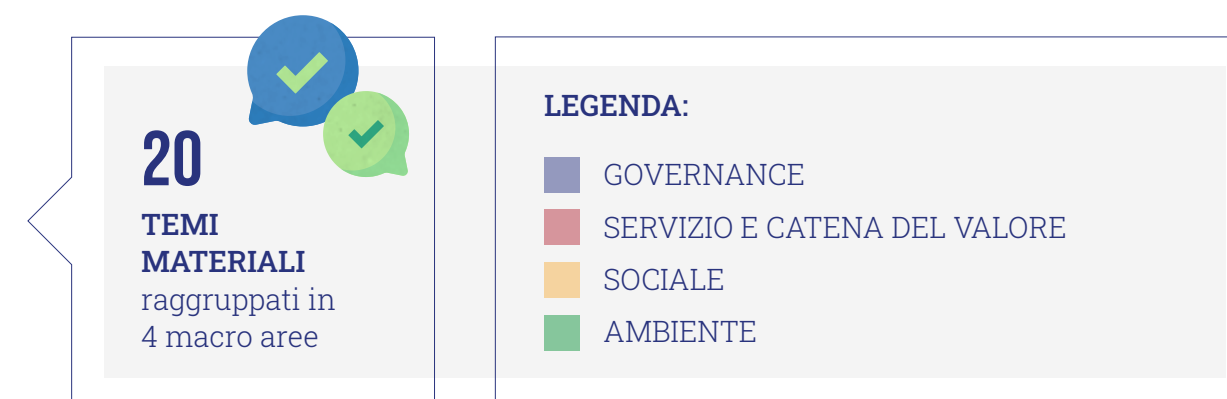 20
TEMI
MATERIALI
raggruppati in
4 macro aree
LEGENDA:
GOVERNANCE
SERVIZIO E CATENA DEL VALORE
SOCIALE
AMBIENTE